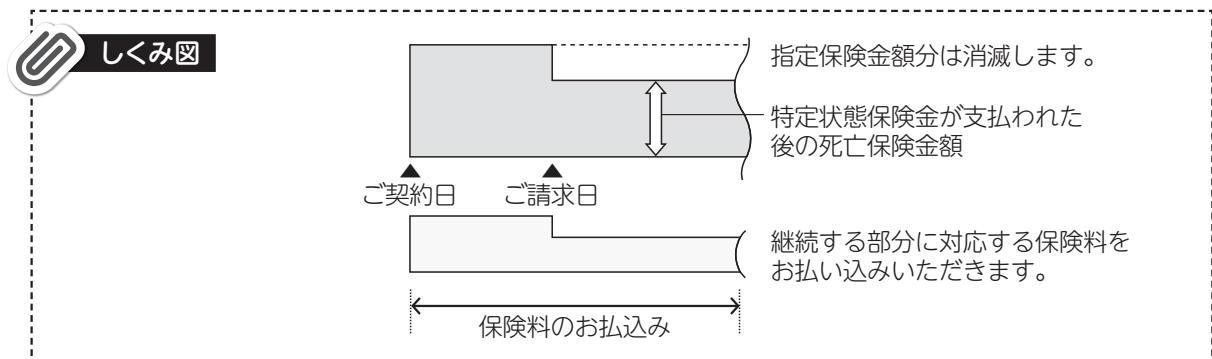 しくみ図
指定保険金額分は消滅します。
特定状態保険金が支払われた
後の死亡保険金額
ご契約日
ご請求日
継続する部分に対応する保険料を
お払い込みいただきます。
保険料のお払込み